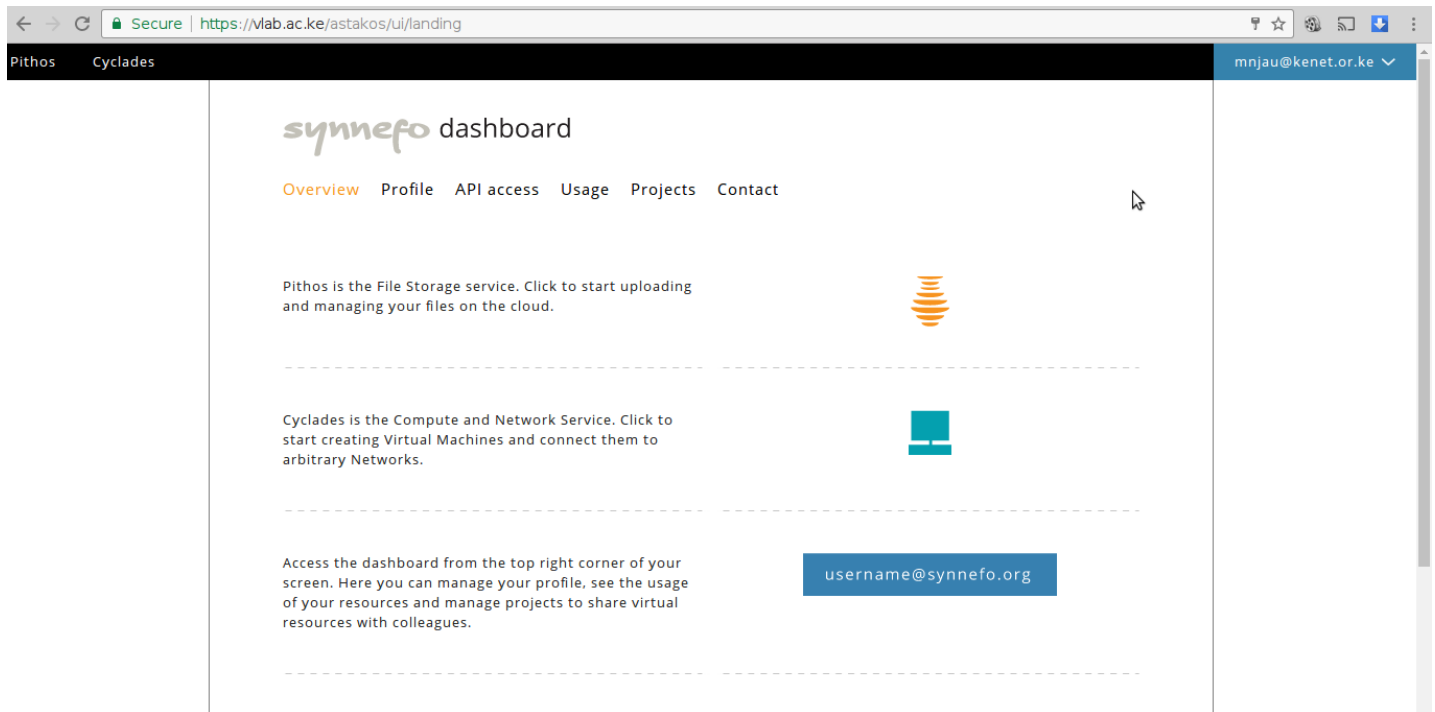 Secure | https://vlab.ac.ke/astakos/ui/landing
Pithos Cyclades mnjau@kenet.or.ke
synnefo dashboard
Overview Profile API access Usage Projects Contact
Pithos is the File Storage service. Click to start uploading
and managing your files on the cloud.
Cyclades is the Compute and Network Service. Click to
start creating Virtual Machines and connect them to
arbitrary Networks.
Access the dashboard from the top right corner of your
screen. Here you can manage your profile, see the usage
of your resources and manage projects to share virtual
resources with colleagues.
username@synnefo.org